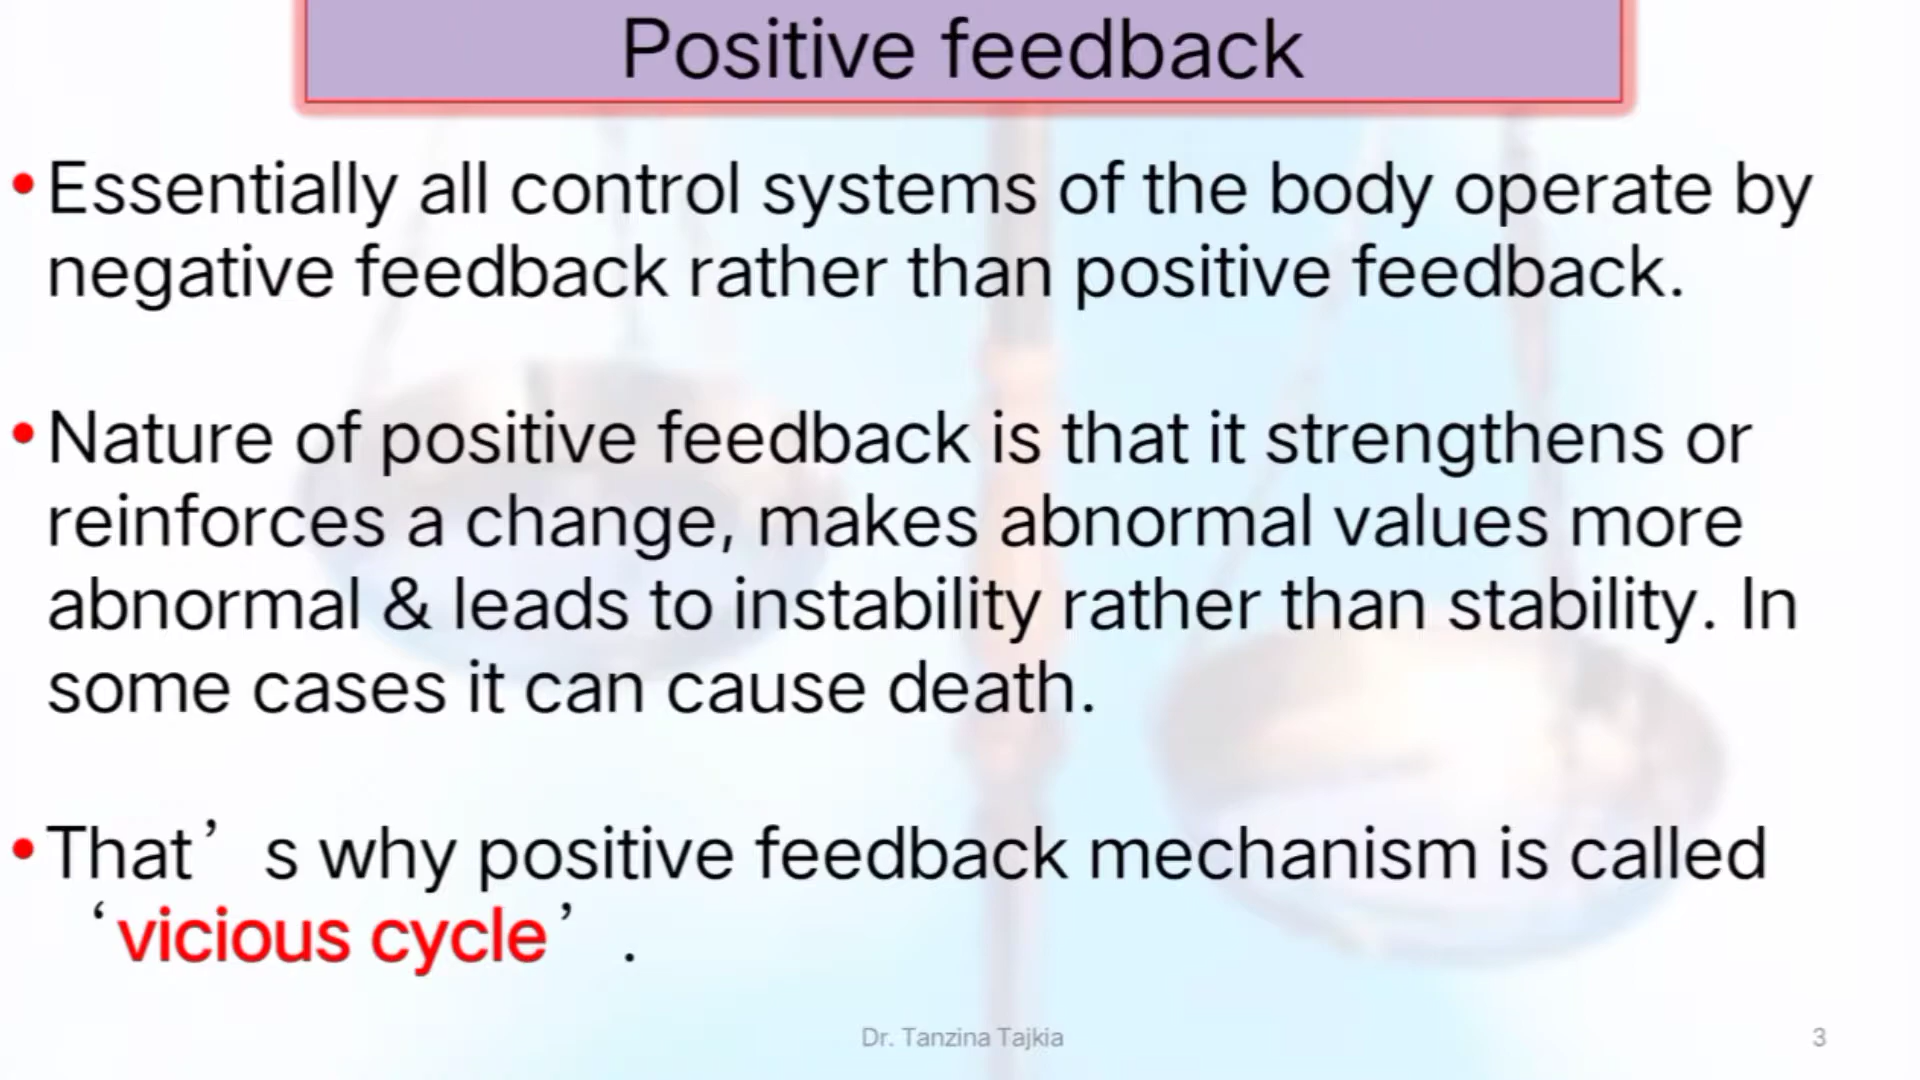 Positive feedback
•Essentially all control systems of the body operate by
negative feedback rather than positive feedback.
•Nature of positive feedback is that it strengthens or
reinforces a change, makes abnormal values more
abnormal & leads to instability rather than stability. In
some cases it can cause death.
•That’ s why positive feedback mechanism is called
‘vicious cycle’ .
Dr. Tanzina Tajkia
3